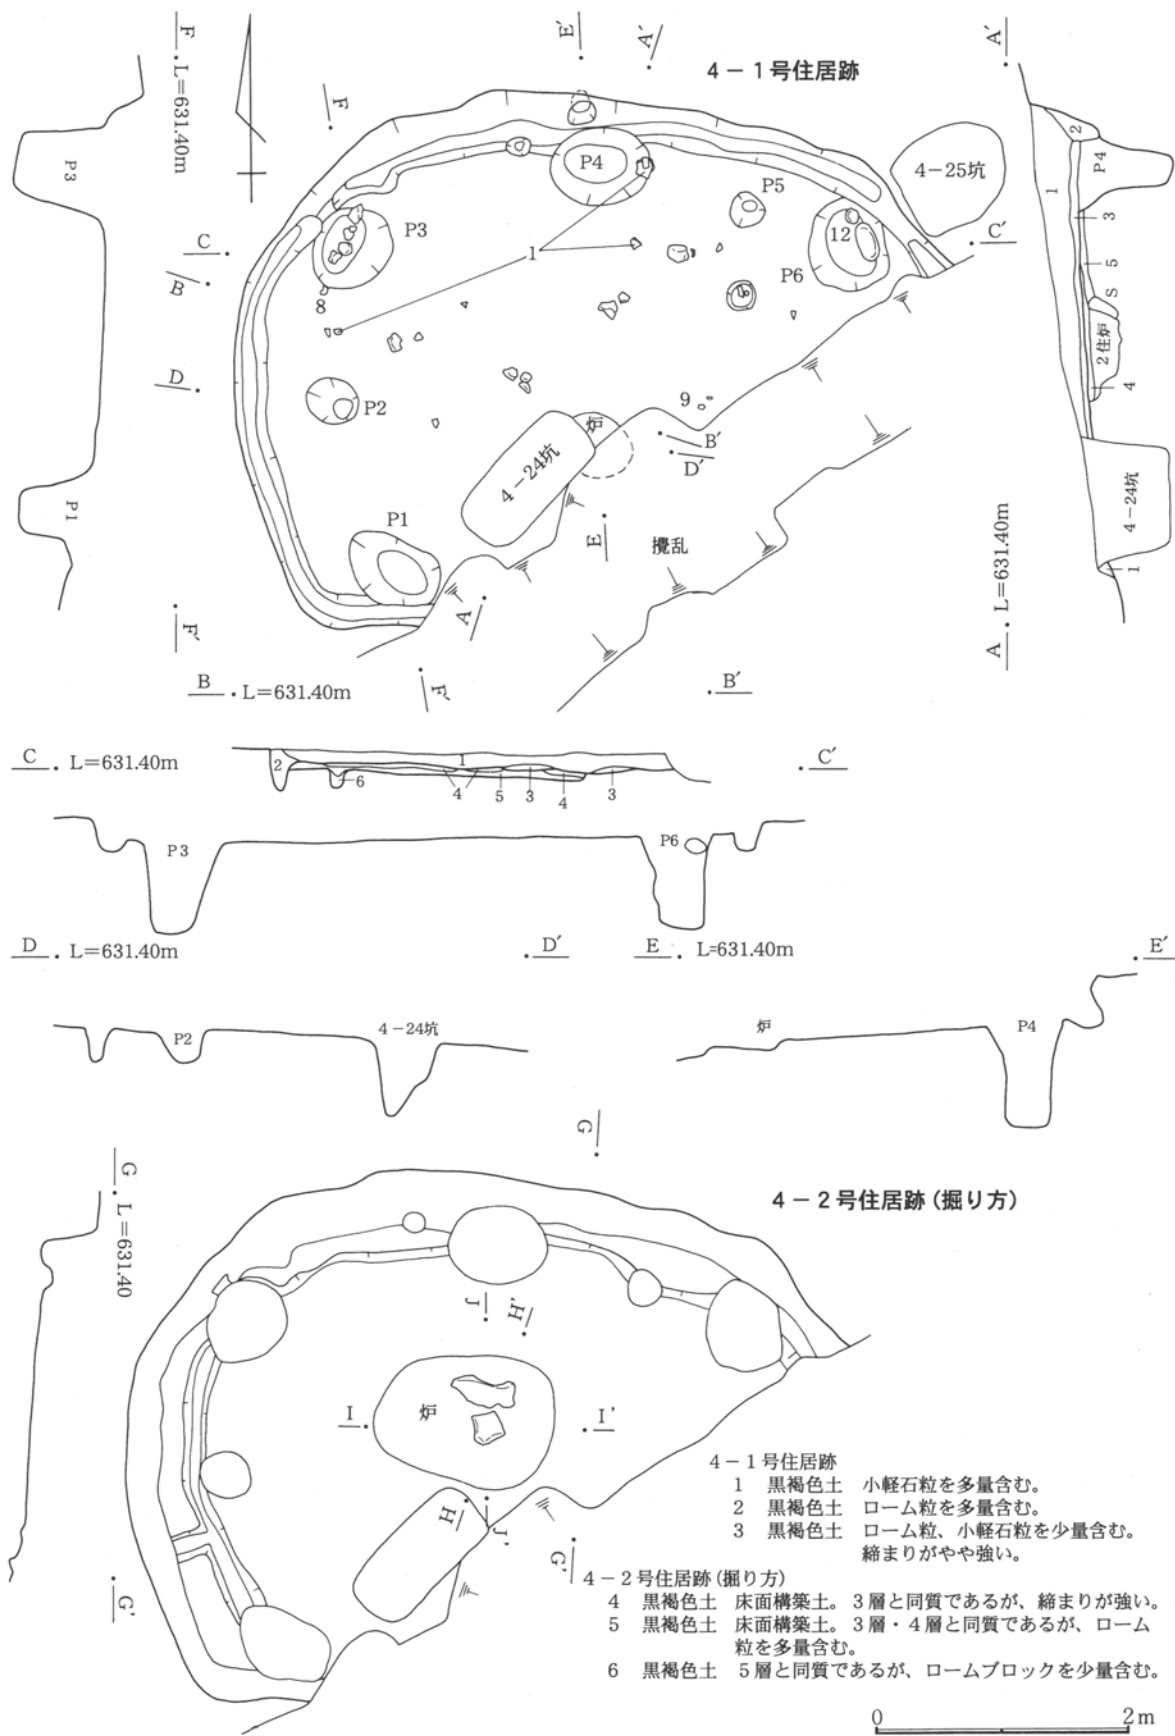 4－1号住居跡
F
・L=631.40m
P3
P1
F′
F
E′
A′
A′
4－25坑
P4
P5
P3
12
P6
C
C′
B
1
8
D
P2
9
炉
B′
D′
4－24坑
E
攪乱
P1
A
F′
1
2
P4
3
5
S
2住炉
4
4－24坑
1
A . L=631.40m
B . L=631.40m
B′
C . L=631.40m
C′
2
1
6
4
5
3
4
3
P3
P6
D . L=631.40m
D′
E . L=631.40m
E′
P2
4－24坑
炉
P4
G
G
・L=631.40
4－2号住居跡(掘り方)
J
H′
I
炉
I′
H
J′
G′
G′
4－1号住居跡
1 黒褐色土 小軽石粒を多量含む。
2 黒褐色土 ローム粒を多量含む。
3 黒褐色土 ローム粒、小軽石粒を少量含む。
締まりがやや強い。
4－2号住居跡(掘り方)
4 黒褐色土 床面構築土。3層と同質であるが、締まりが強い。
5 黒褐色土 床面構築土。3層・4層と同質であるが、ローム
粒を多量含む。
6 黒褐色土 5層と同質であるが、ロームブロックを少量含む。
0 2m